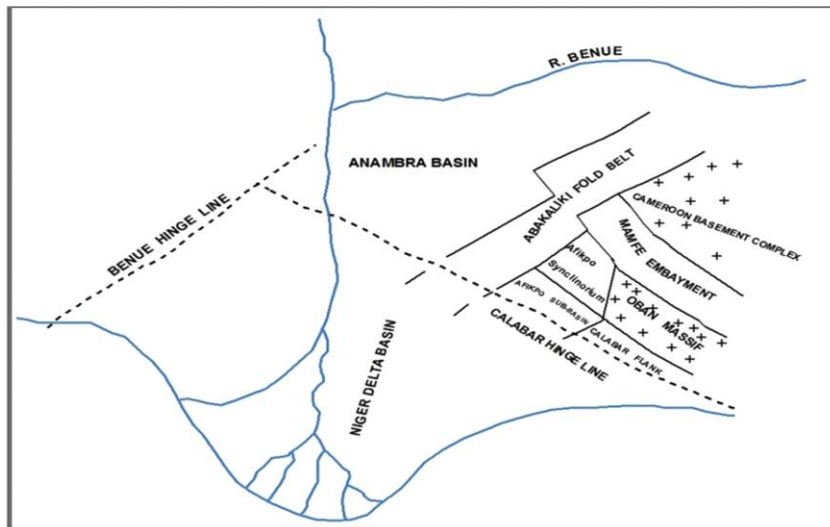 R. BENUE
ANAMBRA BASIN
BENUE HINGE LINE
ABAKALIKI FOLD BELT
CAMEROON BASEMENT COMPLEX
MAMFE EMBAYMENT
Afikpo
Synclinorium
AFIKPO SUB-BASIN
OBAN MASSIF
CALABAR FLANK
CALABAR HINGE LINE
NIGER DELTA BASIN